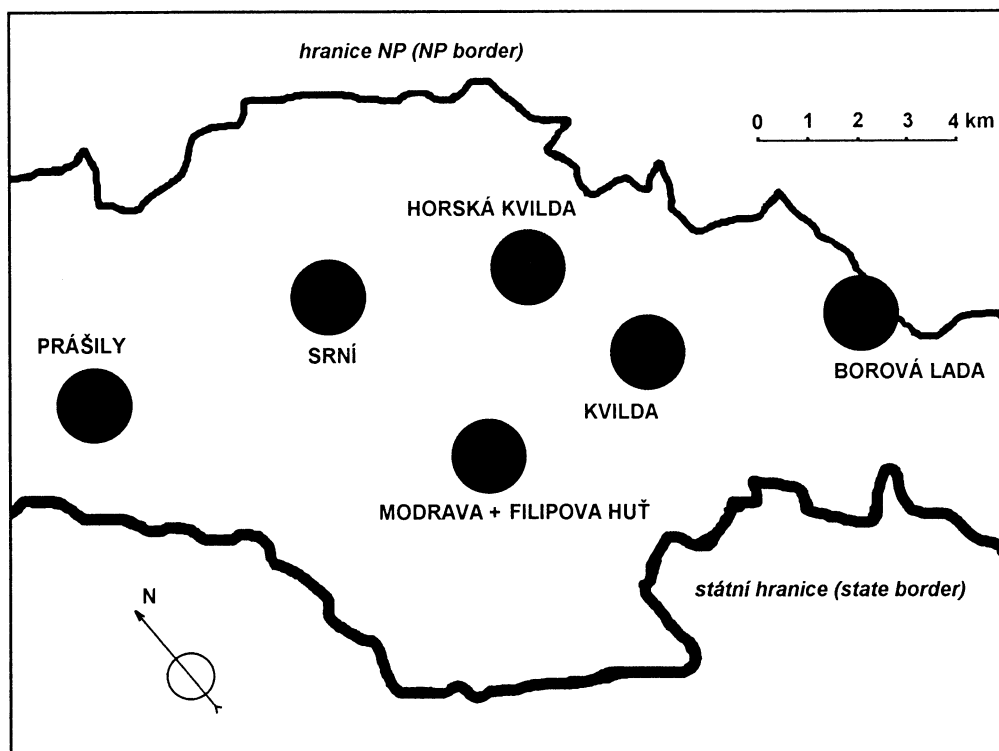 hranice NP (NP border)
0 1 2 3 4 km
HORSKÁ KVILDA
PRÁŠILY
SRNÍ
BOROVÁ LADA
KVILDA
MODRAVA + FILIPOVA HUŤ
státní hranice (state border)
N